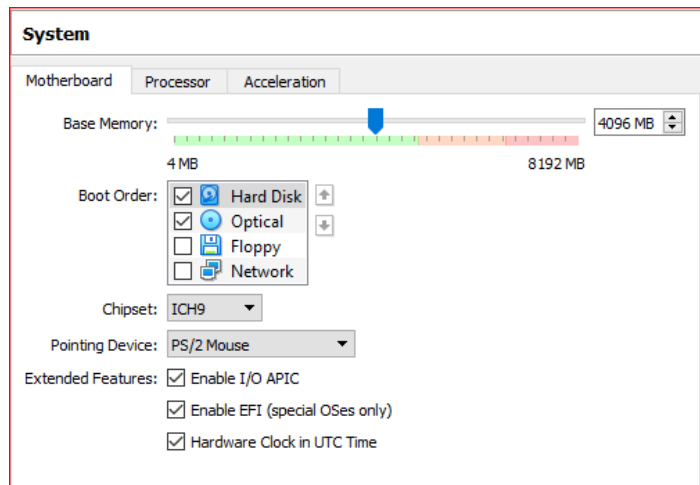 System
Motherboard Processor Acceleration
Base Memory: 4096 MB
4 MB 8192 MB
Boot Order: Hard Disk
Optical
Floppy
Network
Chipset: ICH9
Pointing Device: PS/2 Mouse
Extended Features: Enable I/O APIC
Enable EFI (special OSes only)
Hardware Clock in UTC Time